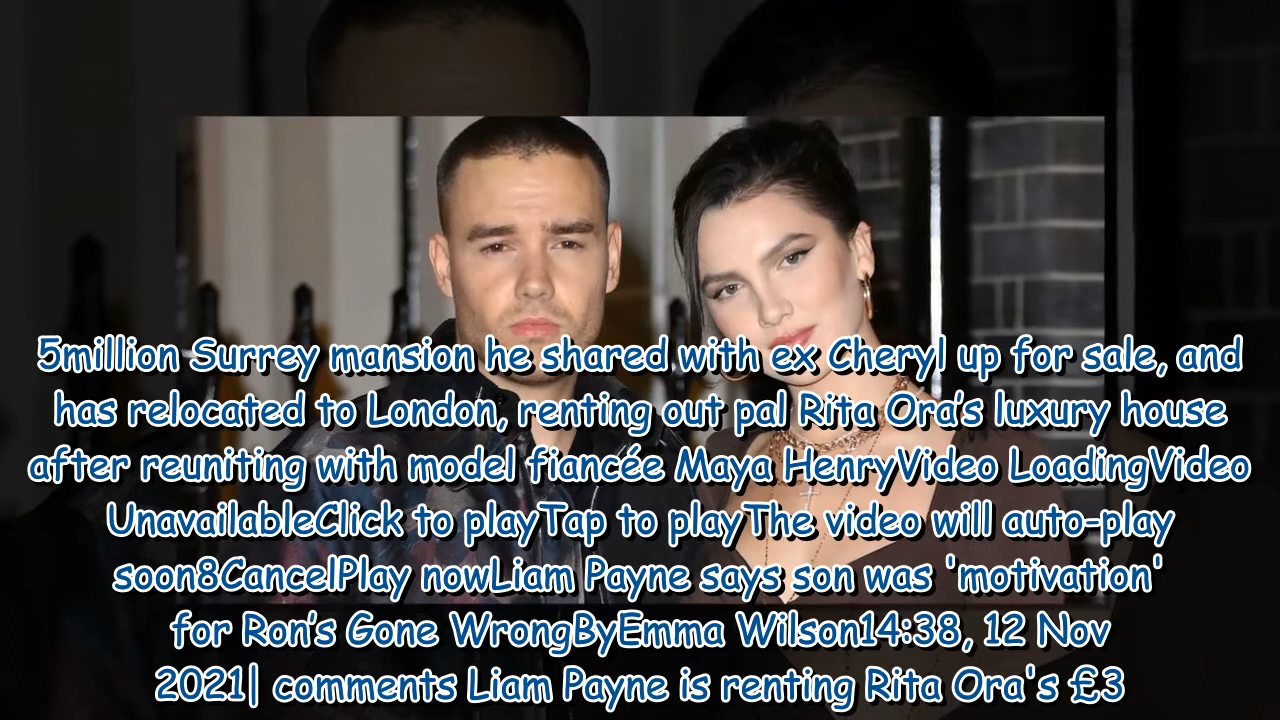 5million Surrey mansion he shared with ex Cheryl up for sale, and
has relocated to London, renting out pal Rita Ora’s luxury house
after reuniting with model fiancée Maya HenryVideo LoadingVideo
UnavailableClick to playTap to playThe video will auto-play
soon8CancelPlay nowLiam Payne says son was 'motivation'
for Ron’s Gone WrongByEmma Wilson14:38, 12 Nov
2021| comments Liam Payne is renting Rita Ora's £3